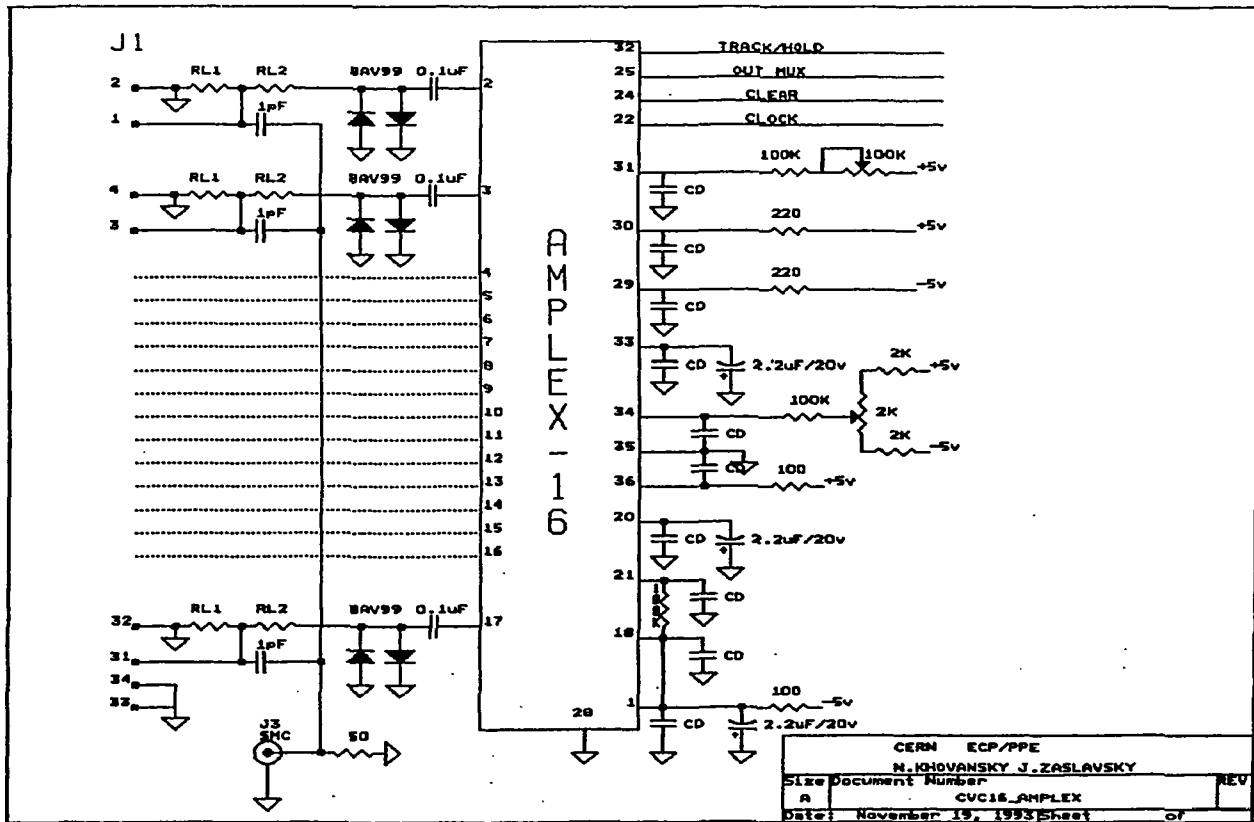 J1
TRACK/HOLD
32
OUT MUX
25
CLEAR
24
CLOCK
22
2 RL1 RL2 BAV99 0.1uF 2
1 1pF
31 100K 100K +5v
CD
4 RL1 RL2 BAV99 0.1uF 3
3 1pF
30 220 +5v
CD
29 220 -5v
CD
4
5
6
7
8
9
10
11
12
13
14
15
16
AMPLEX-16
33
CD 2.2uF/20v
2K +5v
34 100K 2K
CD
2K -5v
35
CD
36 100 +5v
20
CD 2.2uF/20v
21
CD
18
CD
32 RL1 RL2 BAV99 0.1uF 17
31 1pF
34
33
1 100 -5v
CD 2.2uF/20v
28
J3
SMC
50
CERN ECP/PPE
N.KHOVANSKY J.ZASLAVSKY
Size Document Number REV
A CVC16_AMPLEX
Date: November 19, 1993 Sheet of